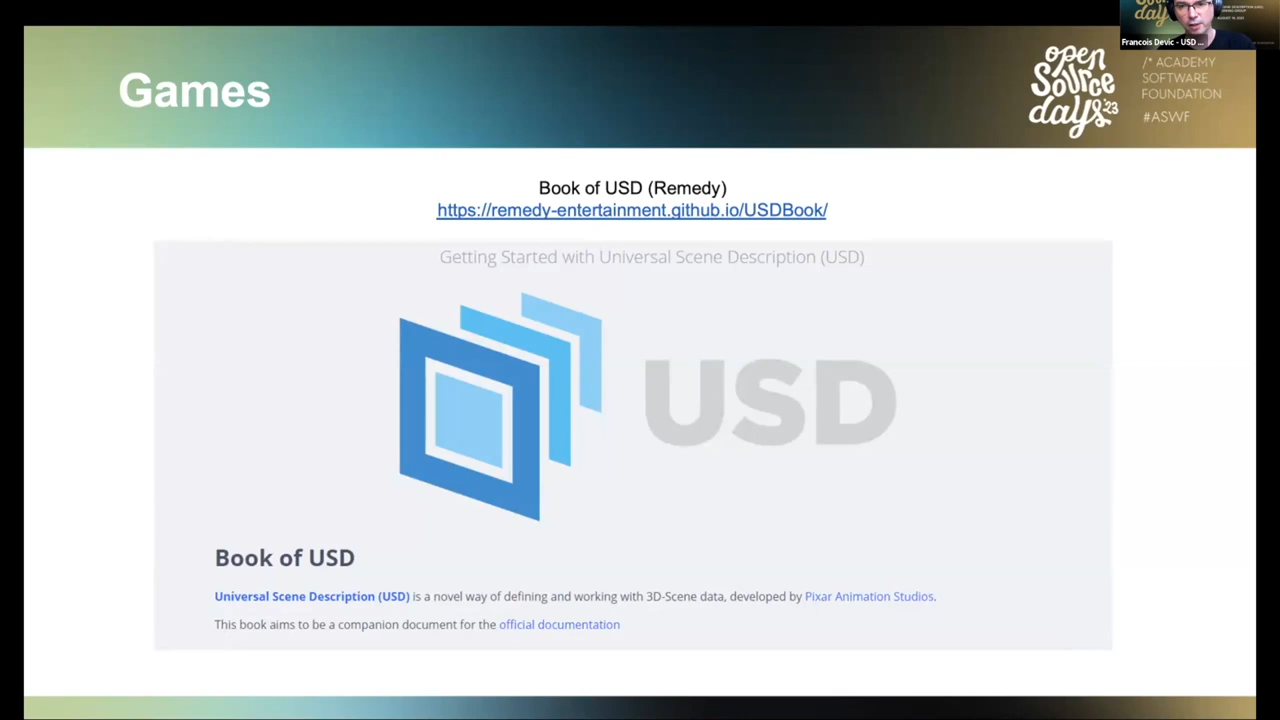 Games
open
Source
days '23
/* ACADEMY
SOFTWARE
FOUNDATION
#ASWF
Francois Devic - USD ...
Book of USD (Remedy)
https://remedy-entertainment.github.io/USDBook/
Getting Started with Universal Scene Description (USD)
USD
Book of USD
Universal Scene Description (USD) is a novel way of defining and working with 3D-Scene data, developed by Pixar Animation Studios.
This book aims to be a companion document for the official documentation